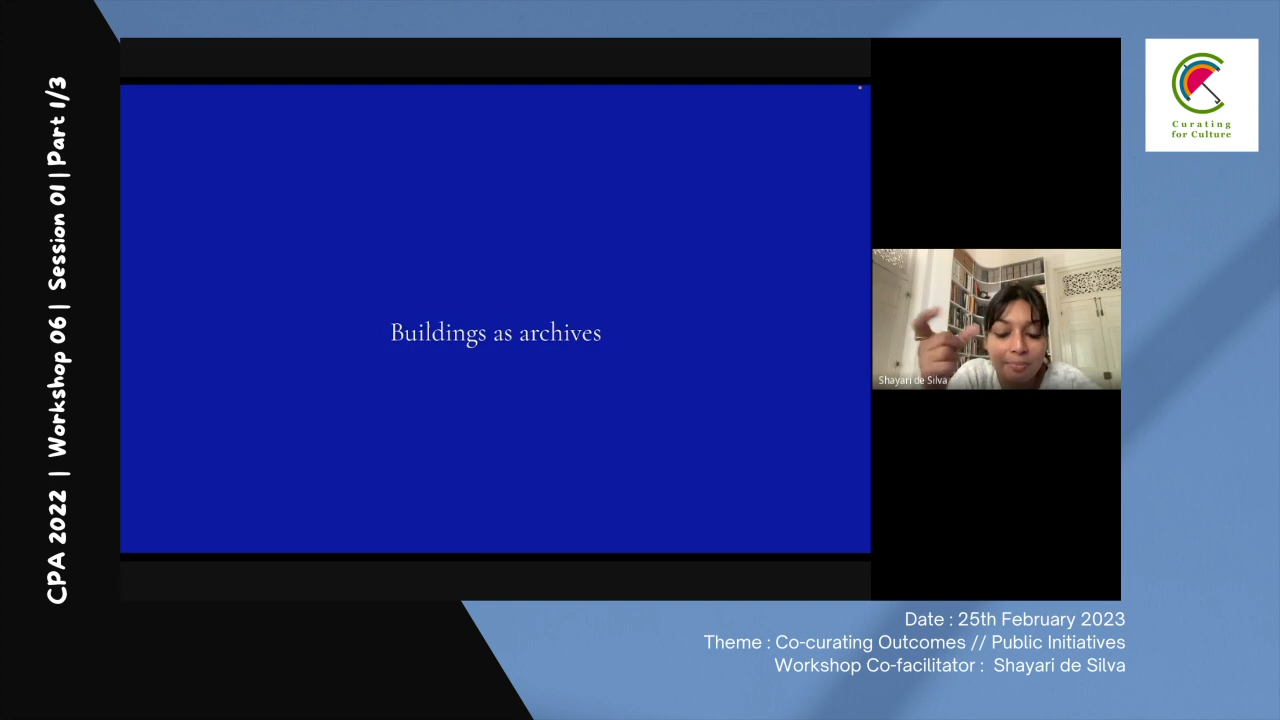 CPA 2022 | Workshop 06 | Session 01 | Part 1/3
Buildings as archives
Shayari de Silva
Curating
for Culture
Date : 25th February 2023
Theme : Co-curating Outcomes // Public Initiatives
Workshop Co-facilitator : Shayari de Silva